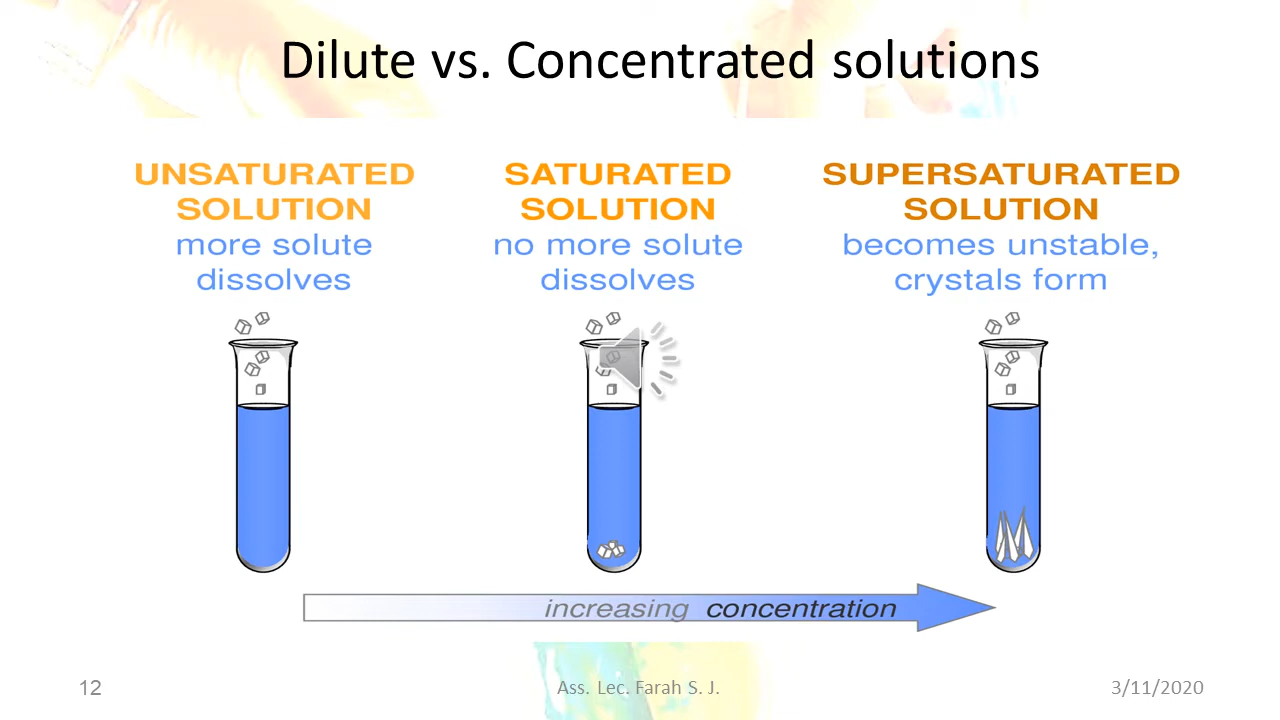 Dilute vs. Concentrated solutions
UNSATURATED
SOLUTION
more solute
dissolves
SATURATED
SOLUTION
no more solute
dissolves
SUPERSATURATED
SOLUTION
becomes unstable,
crystals form
increasing concentration
12
Ass. Lec. Farah S. J.
3/11/2020